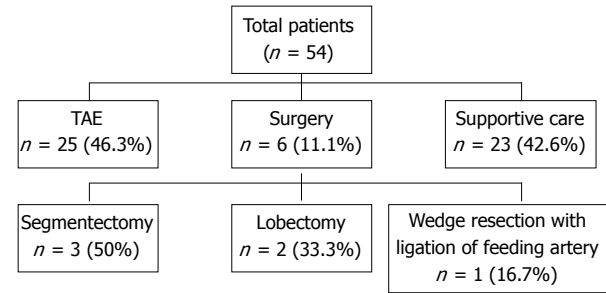 Total patients
(n = 54)
TAE
n = 25 (46.3%)
Surgery
n = 6 (11.1%)
Supportive care
n = 23 (42.6%)
Segmentectomy
n = 3 (50%)
Lobectomy
n = 2 (33.3%)
Wedge resection with
ligation of feeding artery
n = 1 (16.7%)